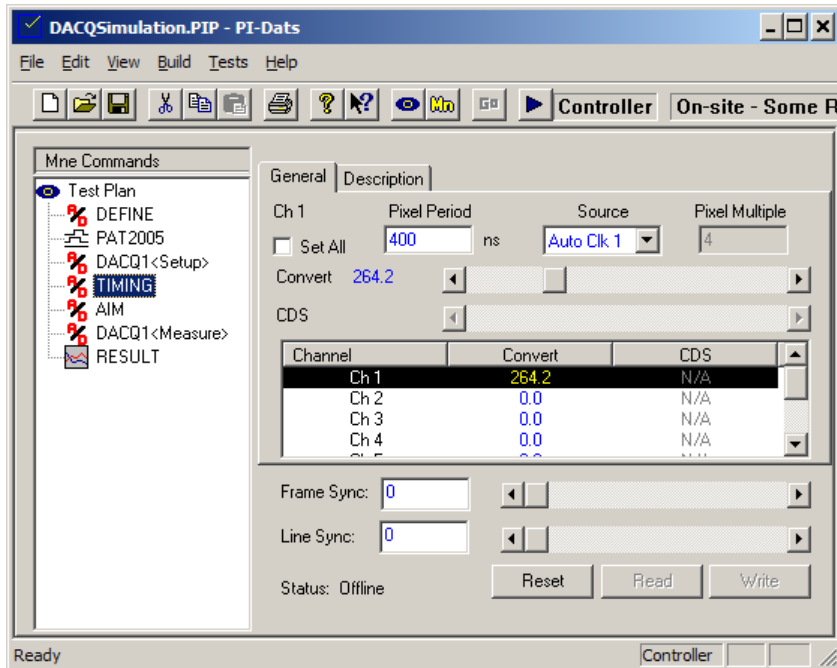 DACQSimulation.PIP - PI-Dats
File Edit View Build Tests Help
Mn Go Controller On-site - Some R
Mne Commands
Test Plan
DEFINE
PAT2005
DACQ1<Setup>
TIMING
AIM
DACQ1<Measure>
RESULT
General Description
Ch 1 Pixel Period Source Pixel Multiple
Set All 400 ns Auto Clk 1 4
Convert 264.2
CDS
Channel Convert CDS
Ch 1 264.2 N/A
Ch 2 0.0 N/A
Ch 3 0.0 N/A
Ch 4 0.0 N/A
Frame Sync: 0
Line Sync: 0
Status: Offline Reset Read Write
Ready Controller